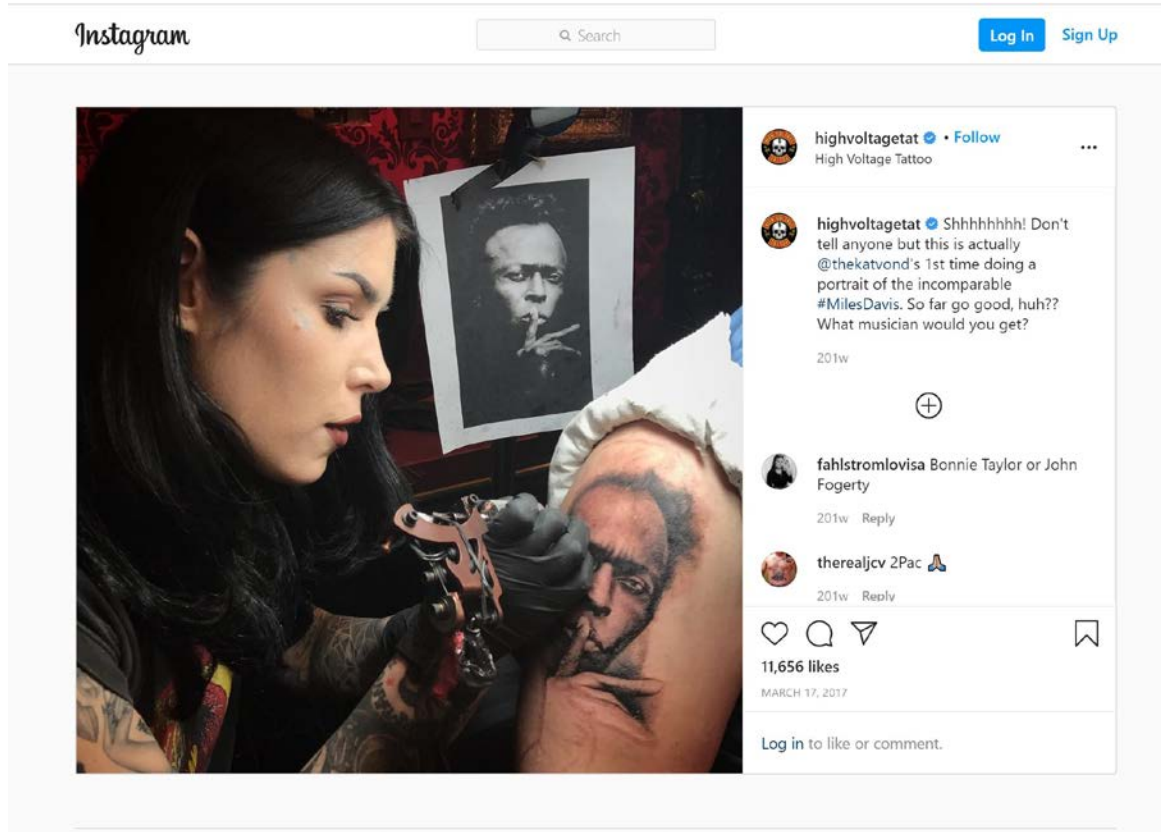 Instagram
Search
Log In
Sign Up
highvoltagetat • Follow
High Voltage Tattoo
highvoltagetat Shhhhhhhh! Don't
tell anyone but this is actually
@thekatvond's 1st time doing a
portrait of the incomparable
#MilesDavis. So far go good, huh??
What musician would you get?
201w
fahlstromlovisa Bonnie Taylor or John
Fogerty
201w Reply
therealjcv 2Pac 🙏🏽
201w Reply
11,656 likes
MARCH 17, 2017
Log in to like or comment.